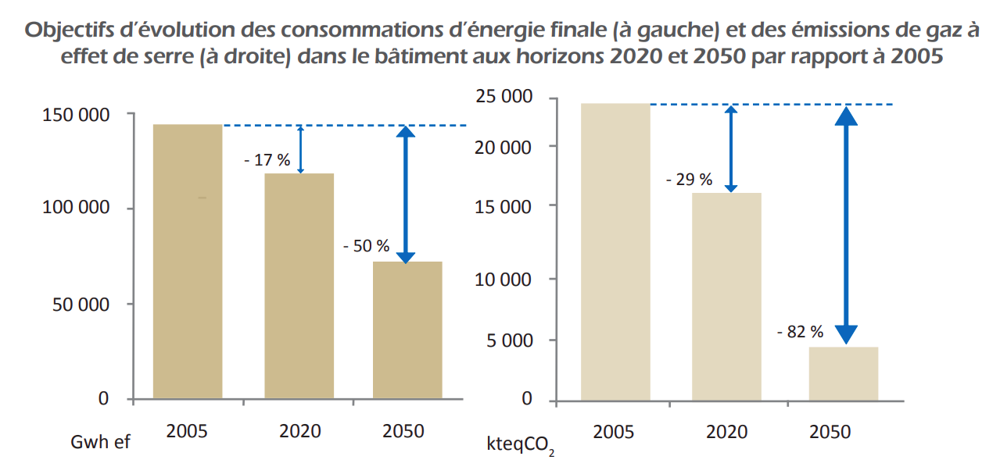 Objectifs d’évolution des consommations d’énergie finale (à gauche) et des émissions de gaz à
effet de serre (à droite) dans le bâtiment aux horizons 2020 et 2050 par rapport à 2005
150 000
100 000
50 000
0
- 17 %
- 50 %
2005
2020
2050
Gwh ef
25 000
20 000
15 000
10 000
5 000
0
- 29 %
- 82 %
2005
2020
2050
kteqCO₂